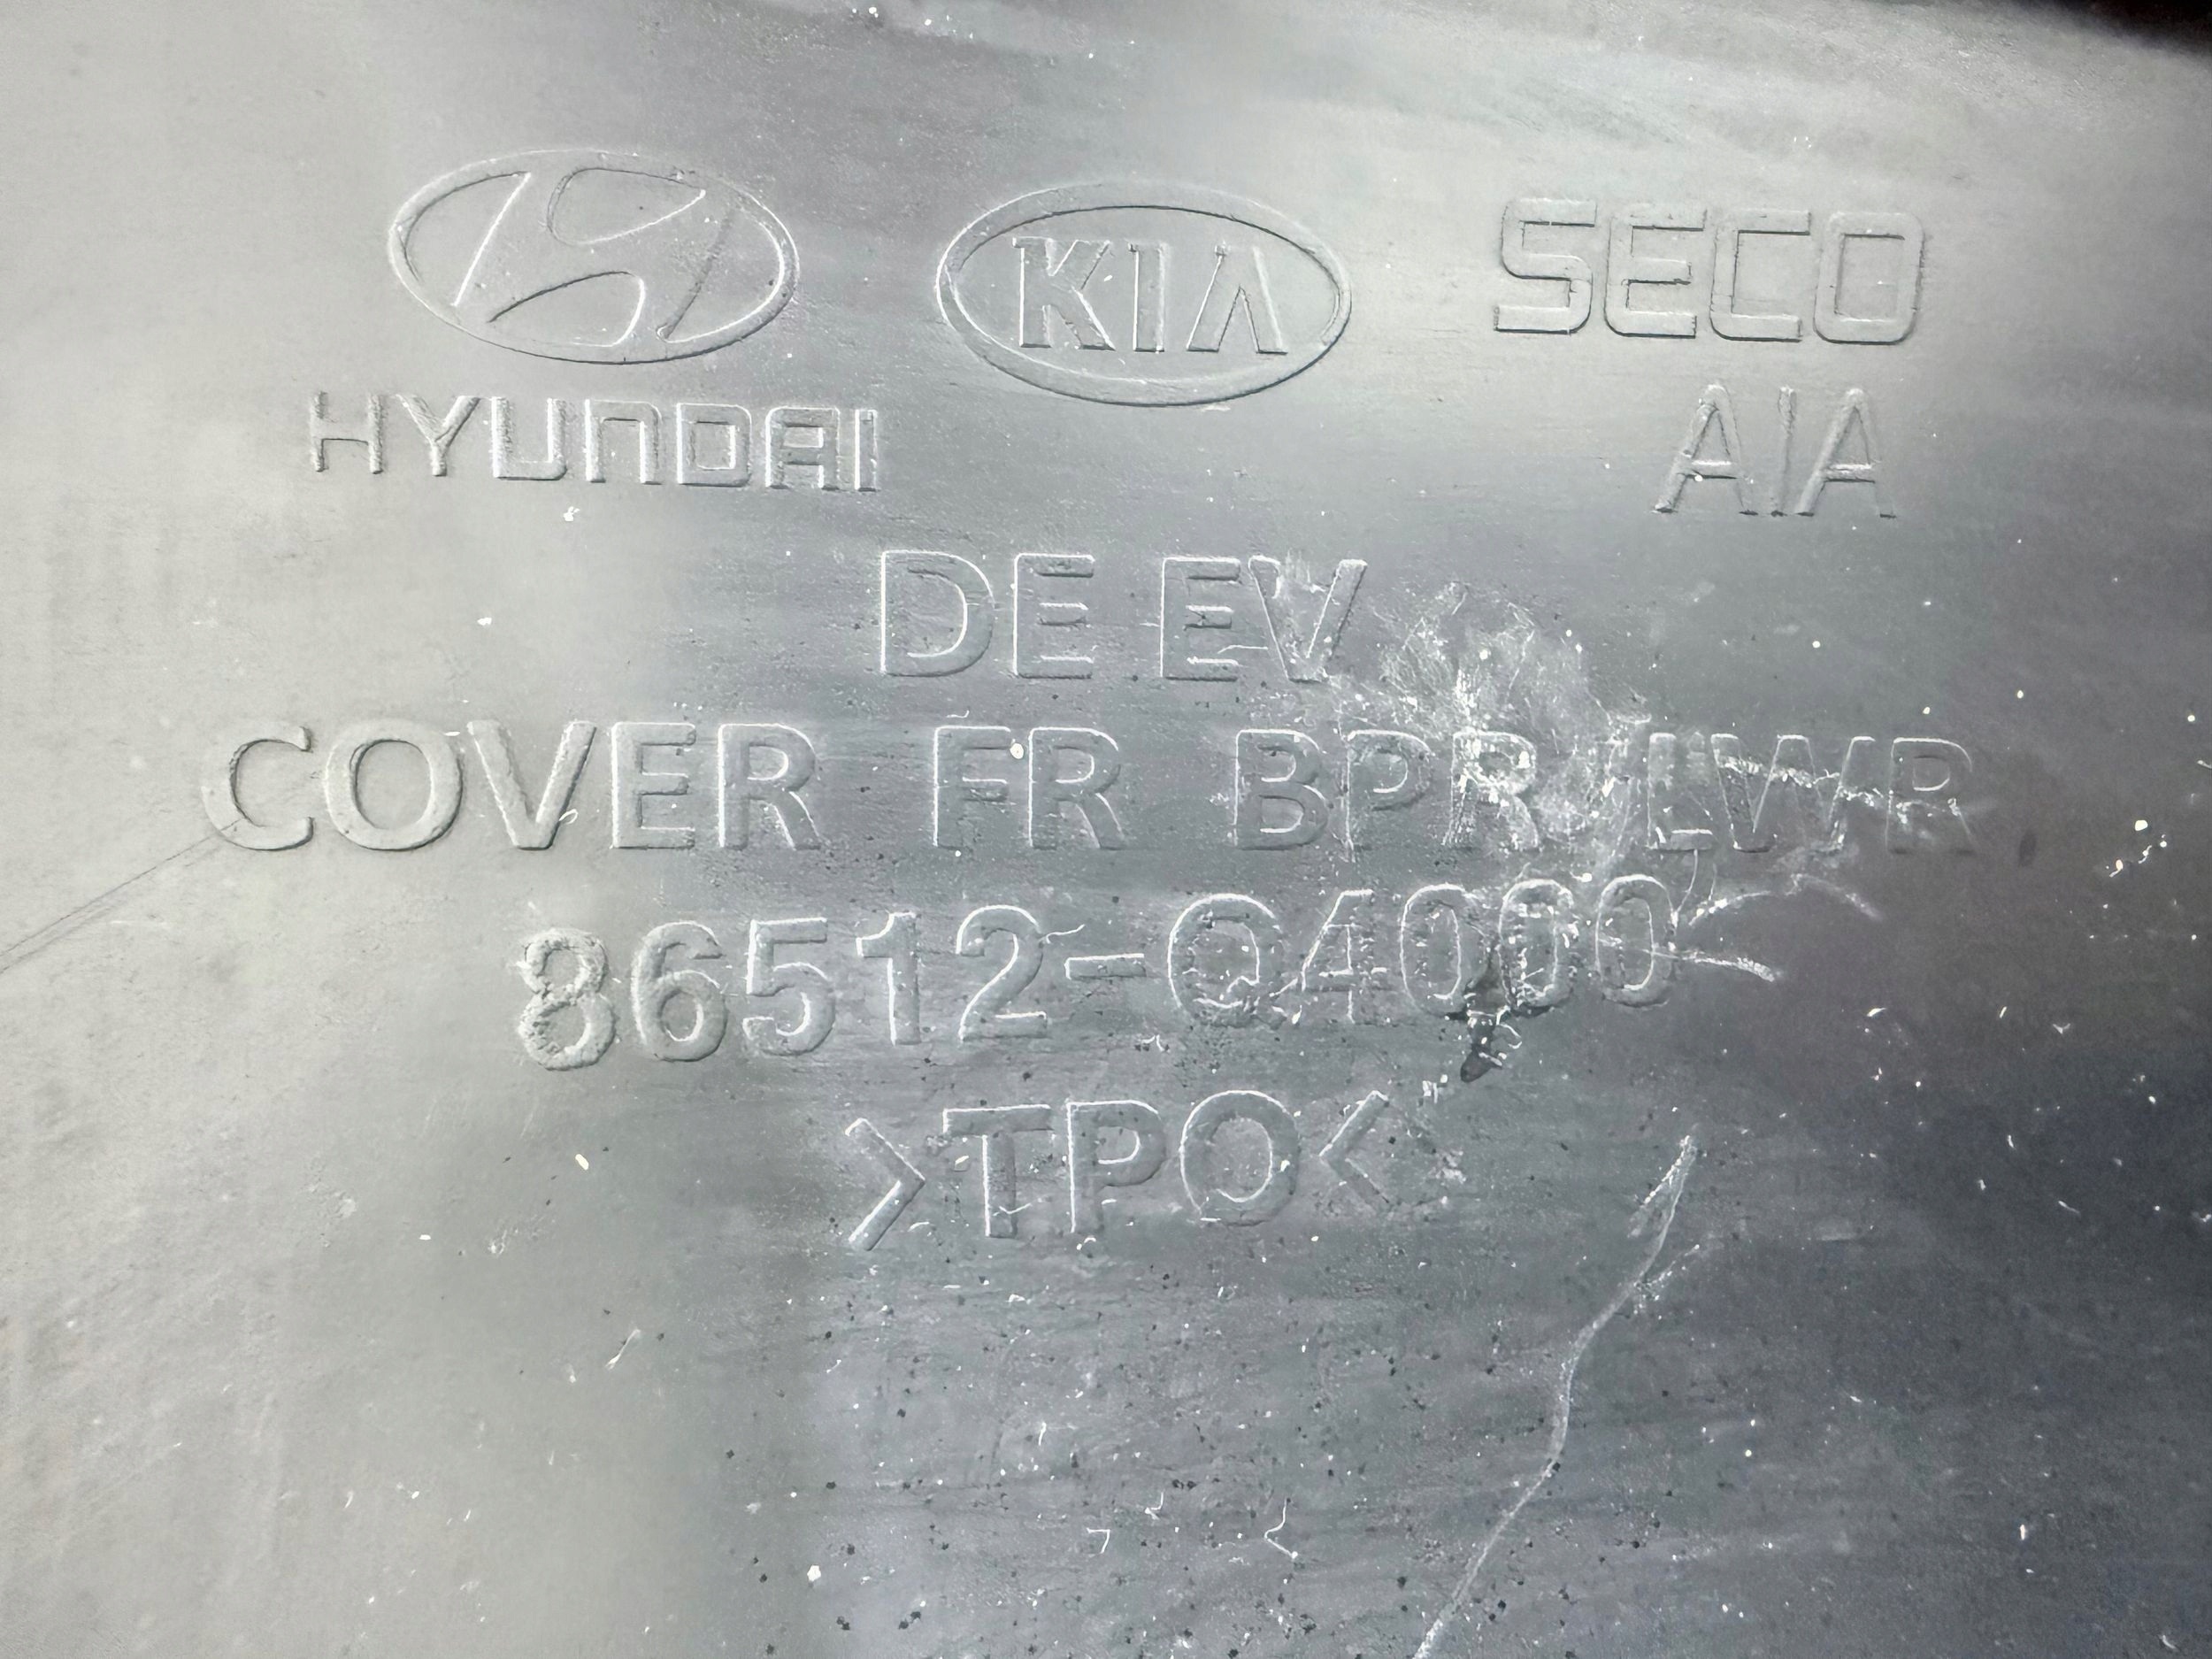 HYUNDAI KIA SECO
AIA
DE EV
COVER FR BPR LWR
86512-Q4000
>TPO<